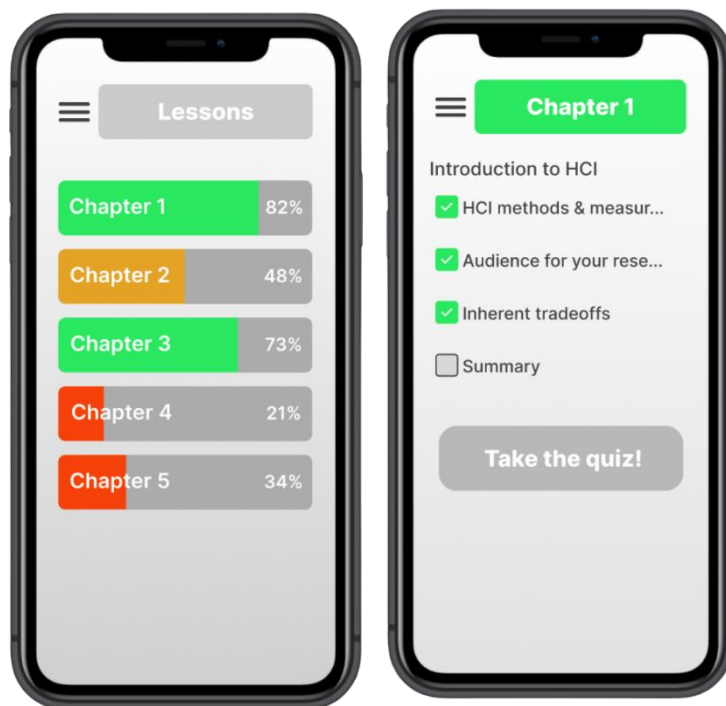 Lessons
Chapter 1 82%
Chapter 2 48%
Chapter 3 73%
Chapter 4 21%
Chapter 5 34%
Chapter 1
Introduction to HCI
HCI methods & measur...
Audience for your rese...
Inherent tradeoffs
Summary
Take the quiz!